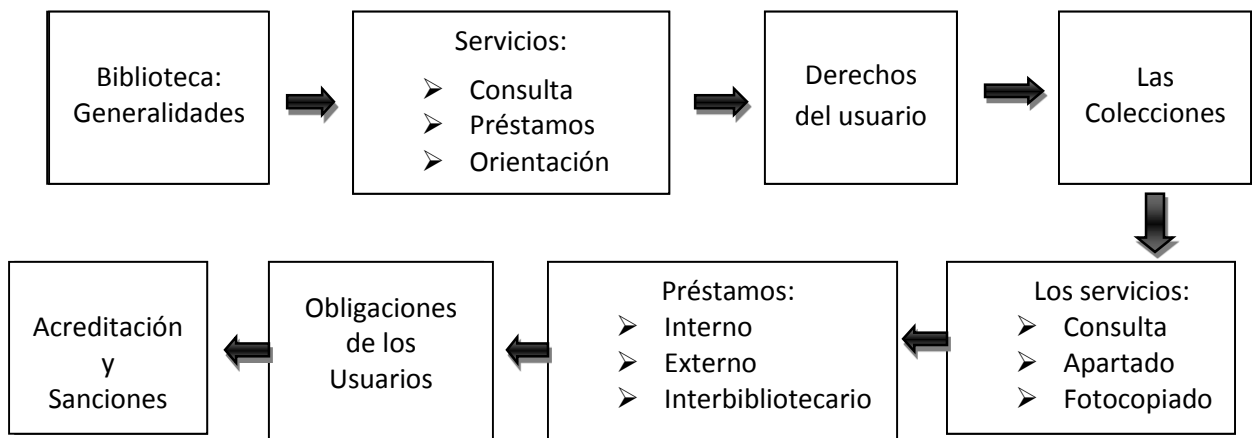 Biblioteca:
Generalidades
Servicios:
➢ Consulta
➢ Préstamos
➢ Orientación
Derechos
del usuario
Las
Colecciones
Los servicios:
➢ Consulta
➢ Apartado
➢ Fotocopiado
Préstamos:
➢ Interno
➢ Externo
➢ Interbibliotecario
Obligaciones
de los
Usuarios
Acreditación
y
Sanciones